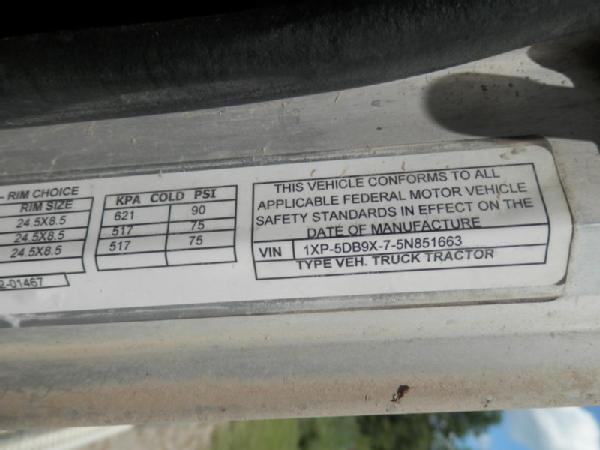 - RIM CHOICE
RIM SIZE
24.5X8.5
24.5X8.5
24.5X8.5
2-01467
KPA COLD PSI
621 90
517 75
517 75
THIS VEHICLE CONFORMS TO ALL
APPLICABLE FEDERAL MOTOR VEHICLE
SAFETY STANDARDS IN EFFECT ON THE
DATE OF MANUFACTURE
VIN 1XP-5DB9X-7-5N851663
TYPE VEH. TRUCK TRACTOR